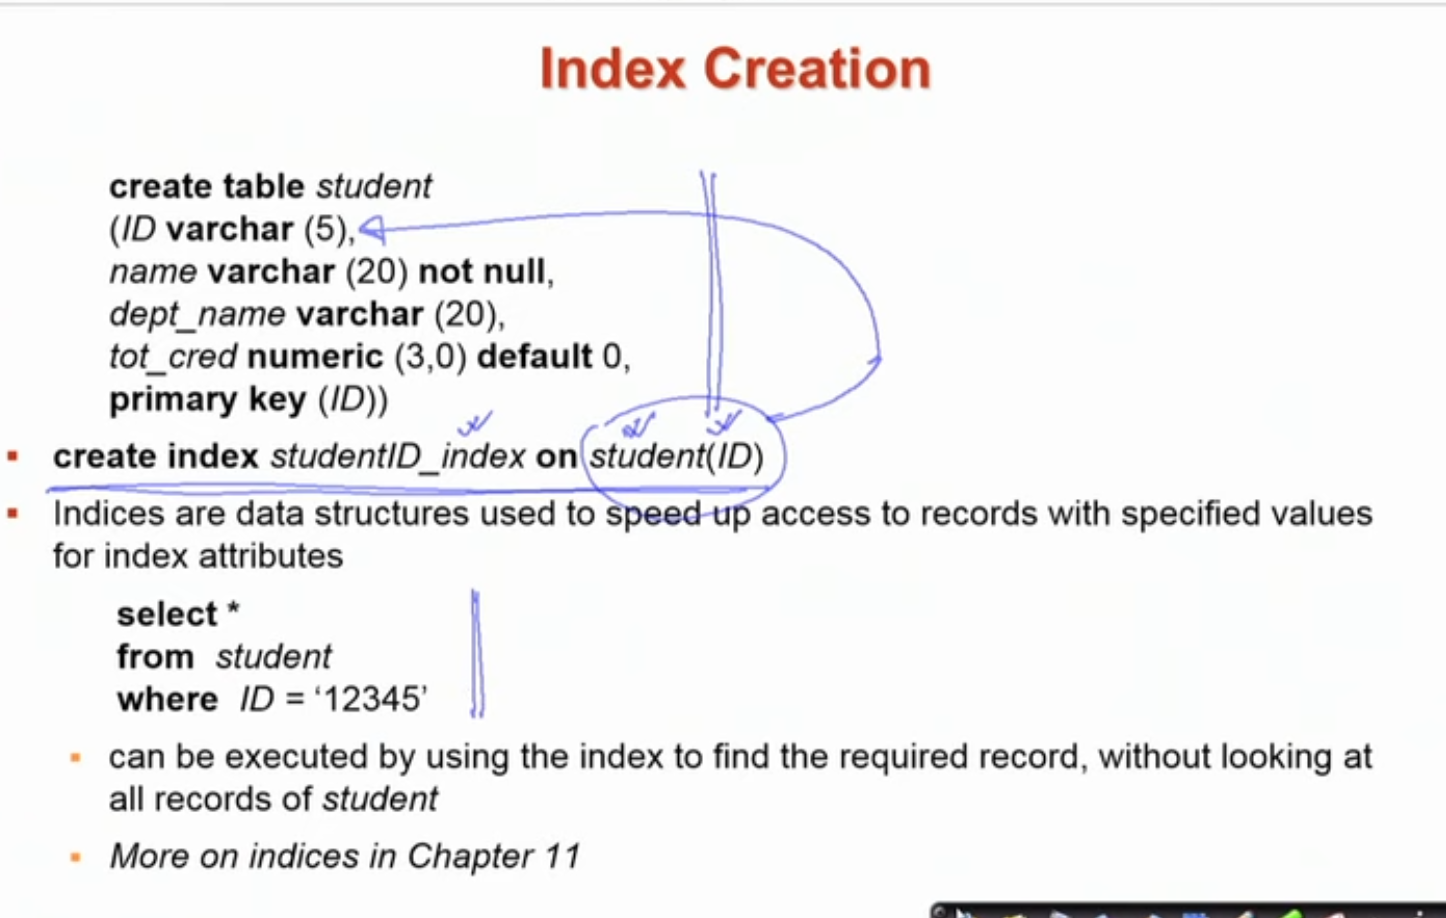 Index Creation
create table student
(ID varchar (5),
name varchar (20) not null,
dept_name varchar (20),
tot_cred numeric (3,0) default 0,
primary key (ID))
▪ create index studentID_index on student(ID)
▪ Indices are data structures used to speed up access to records with specified values
for index attributes
select *
from student
where ID = ‘12345’
▪ can be executed by using the index to find the required record, without looking at
all records of student
▪ More on indices in Chapter 11